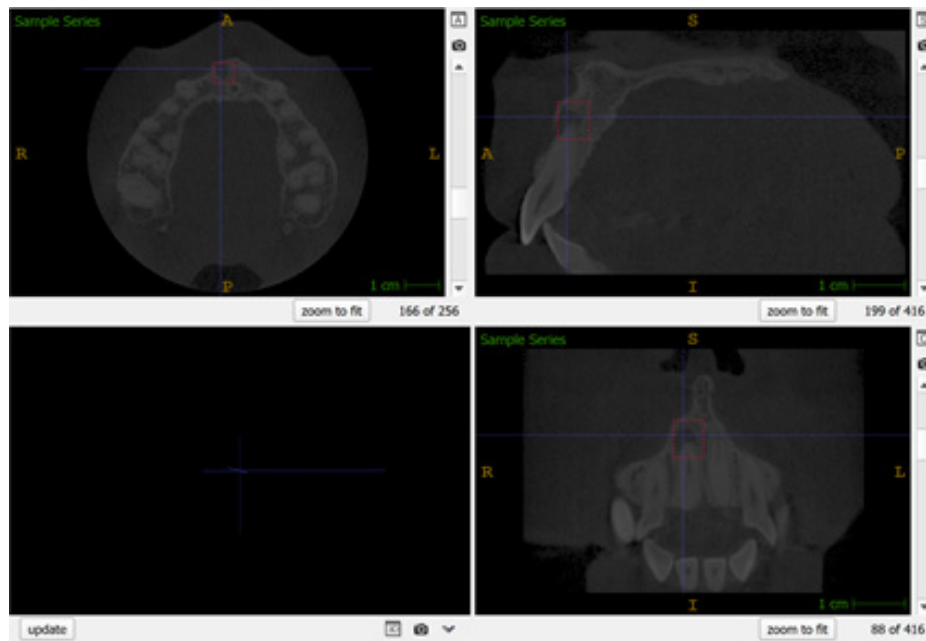 Sample Series
A
A
R
L
P
1 cm
zoom to fit
166 of 256
Sample Series
S
A
P
I
1 cm
zoom to fit
199 of 416
update
Sample Series
S
R
L
I
1 cm
zoom to fit
88 of 416